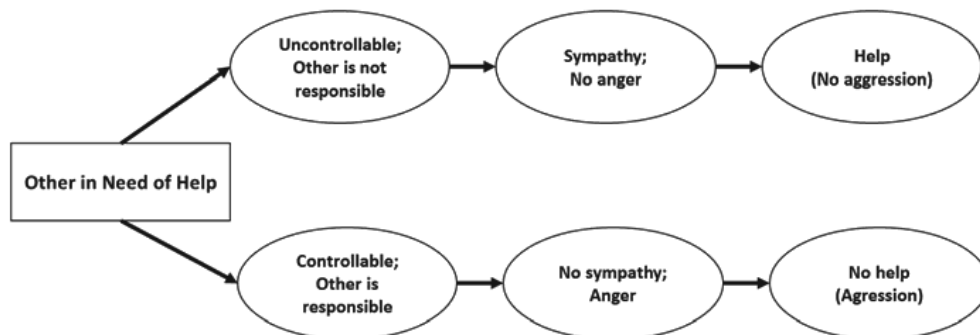 Uncontrollable;
Other is not
responsible
Sympathy;
No anger
Help
(No aggression)
Other in Need of Help
Controllable;
Other is
responsible
No sympathy;
Anger
No help
(Agression)